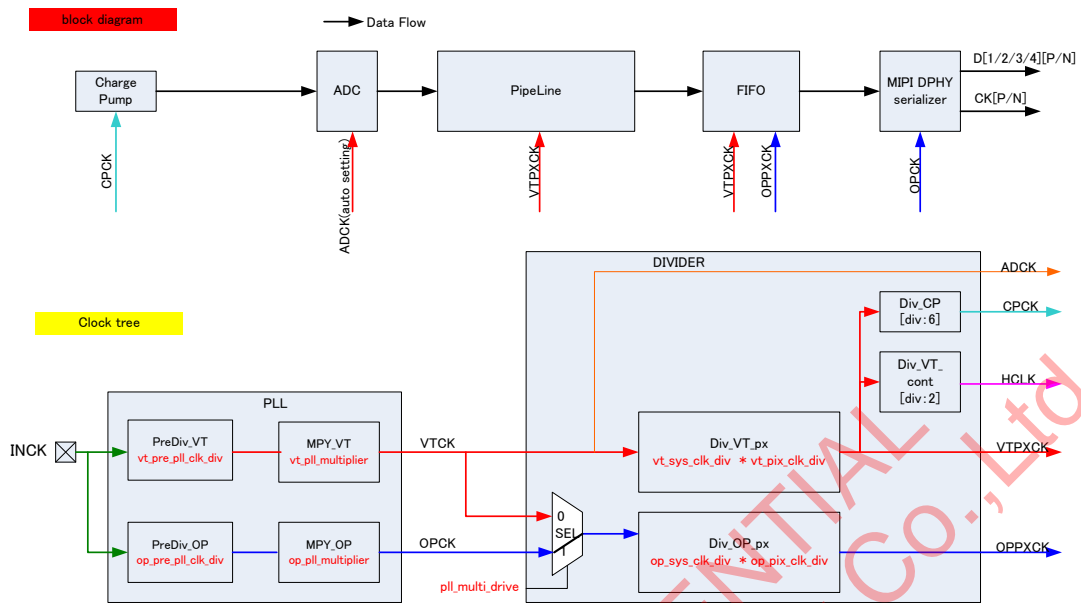 block diagram
Data Flow
Charge
Pump
ADC
PipeLine
FIFO
MIPI DPHY
serializer
D[1/2/3/4][P/N]
CK[P/N]
CPCK
ADCK(auto setting)
VTPXCK
VTPXCK
OPPXCK
OPCK
DIVIDER
ADCK
Clock tree
Div_CP
[div:6]
CPCK
Div_VT_
cont
[div:2]
HCLK
PLL
INCK
PreDiv_VT
vt_pre_pll_clk_div
MPY_VT
vt_pll_multiplier
VTCK
Div_VT_px
vt_sys_clk_div * vt_pix_clk_div
VTPXCK
0
SEL
1
PreDiv_OP
op_pre_pll_clk_div
MPY_OP
op_pll_multiplier
OPCK
Div_OP_px
op_sys_clk_div * op_pix_clk_div
OPPXCK
pll_multi_drive
ENTIAL
Co.,Ltd